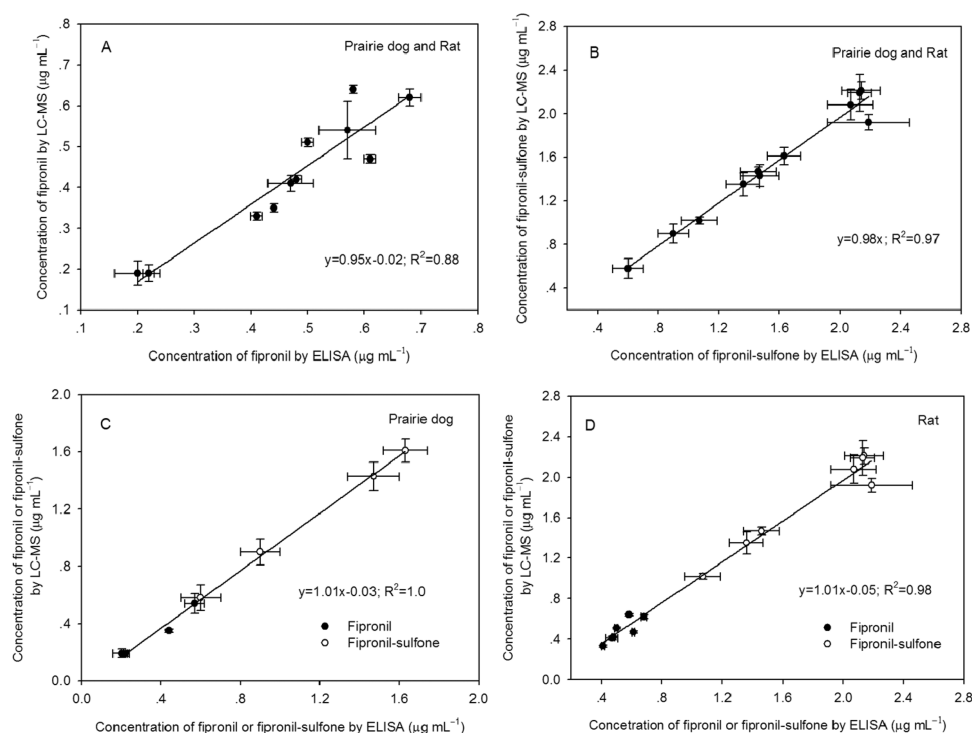 A
Prairie dog and Rat
Concentration of fipronil by LC-MS (μg mL⁻¹)
.8
.7
.6
.5
.4
.3
.2
.1
y=0.95x-0.02; R²=0.88
.1 .2 .3 .4 .5 .6 .7 .8
Concentration of fipronil by ELISA (μg mL⁻¹)
B
Prairie dog and Rat
Concentration of fipronil-sulfone by LC-MS (μg mL⁻¹)
2.8
2.4
2.0
1.6
1.2
.8
.4
y=0.98x; R²=0.97
.4 .8 1.2 1.6 2.0 2.4 2.8
Concentration of fipronil-sulfone by ELISA (μg mL⁻¹)
C
Prairie dog
Concentration of fipronil or fipronil-sulfone
by LC-MS (μg mL⁻¹)
2.0
1.6
1.2
.8
.4
0.0
y=1.01x-0.03; R²=1.0
Fipronil
Fipronil-sulfone
0.0 .4 .8 1.2 1.6 2.0
Concentration of fipronil or fipronil-sulfone by ELISA (μg mL⁻¹)
D
Rat
Concentration of fipronil or fipronil-sulfone
by LC-MS (μg mL⁻¹)
2.8
2.4
2.0
1.6
1.2
.8
.4
0.0
y=1.01x-0.05; R²=0.98
Fipronil
Fipronil-sulfone
.4 .8 1.2 1.6 2.0 2.4 2.8
Concentration of fipronil or fipronil-sulfone by ELISA (μg mL⁻¹)